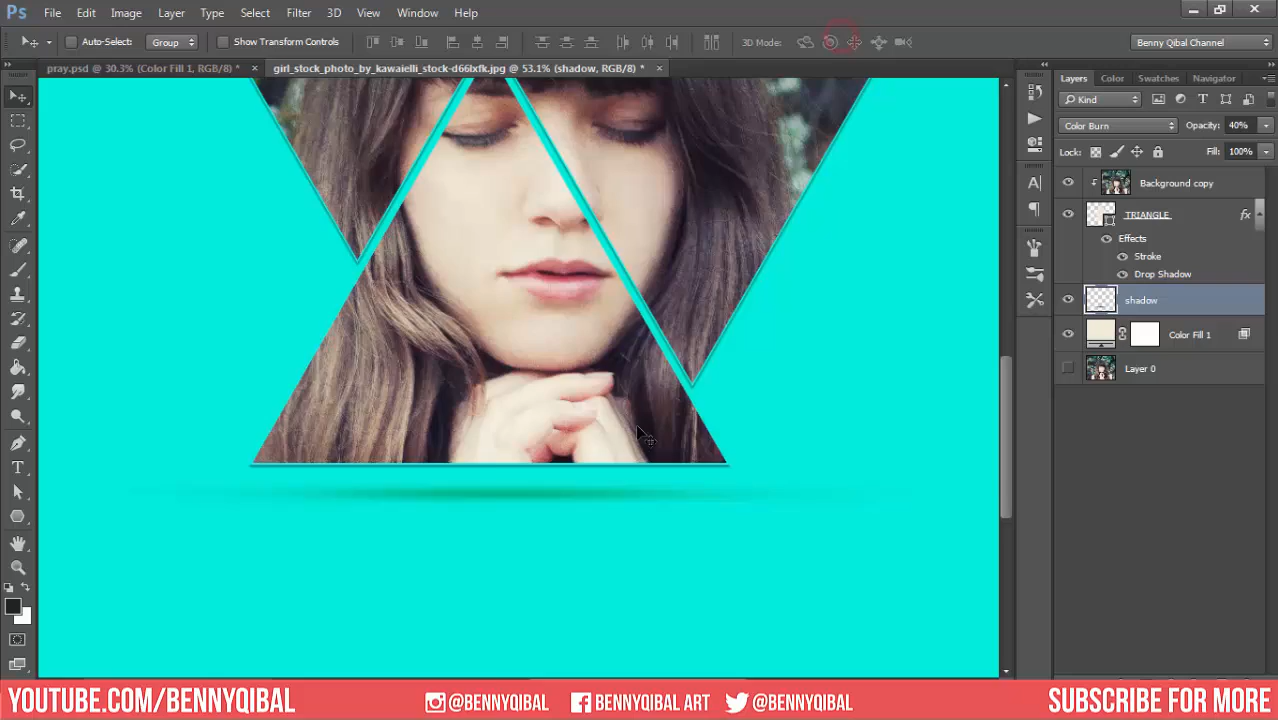 Ps File Edit Image Layer Type Select Filter 3D View Window Help
Auto-Select: Group Show Transform Controls 3D Mode: Benny Qibal Channel
pray.psd @ 30.3% (Color Fill 1, RGB/8) * × girl_stock_photo_by_kawaielli_stock-d66lxfk.jpg @ 53.1% (shadow, RGB/8) * ×
Layers Color Swatches Navigator
Kind
Color Burn Opacity: 40%
Lock: Fill: 100%
Background copy
TRIANGLE fx
Effects
Stroke
Drop Shadow
shadow
Color Fill 1
Layer 0
YOUTUBE.COM/BENNYQIBAL @BENNYQIBAL BENNYQIBAL ART @BENNYQIBAL SUBSCRIBE FOR MORE